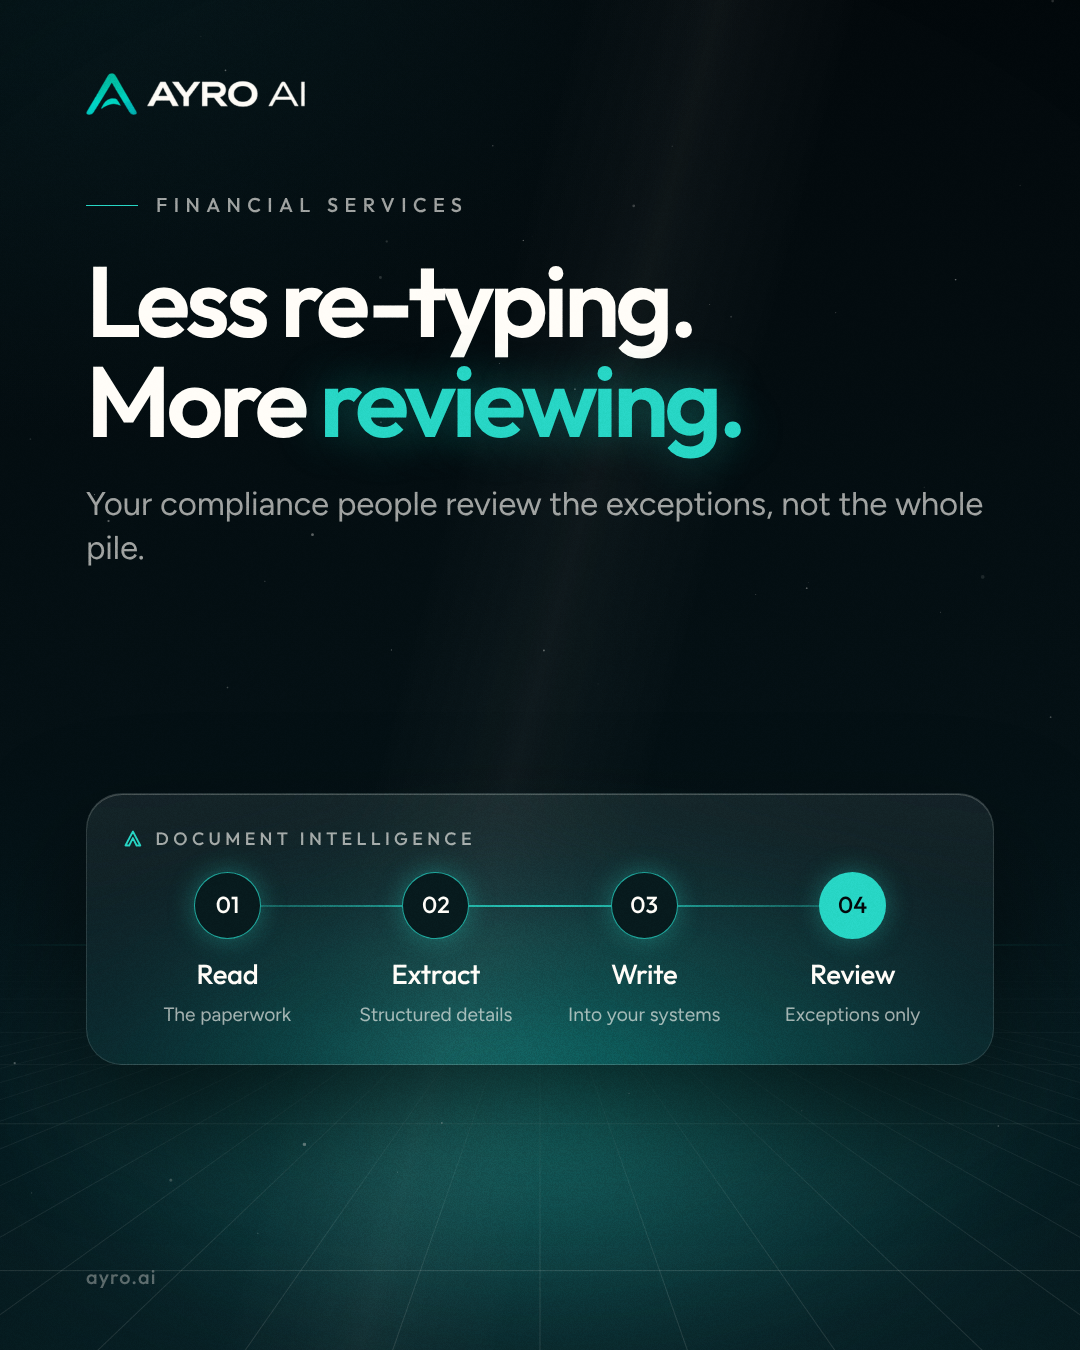 AYRO AI
FINANCIAL SERVICES
Less re-typing.
More reviewing.
Your compliance people review the exceptions, not the whole
pile.
DOCUMENT INTELLIGENCE
01 02 03 04
Read Extract Write Review
The paperwork Structured details Into your systems Exceptions only
ayro.ai